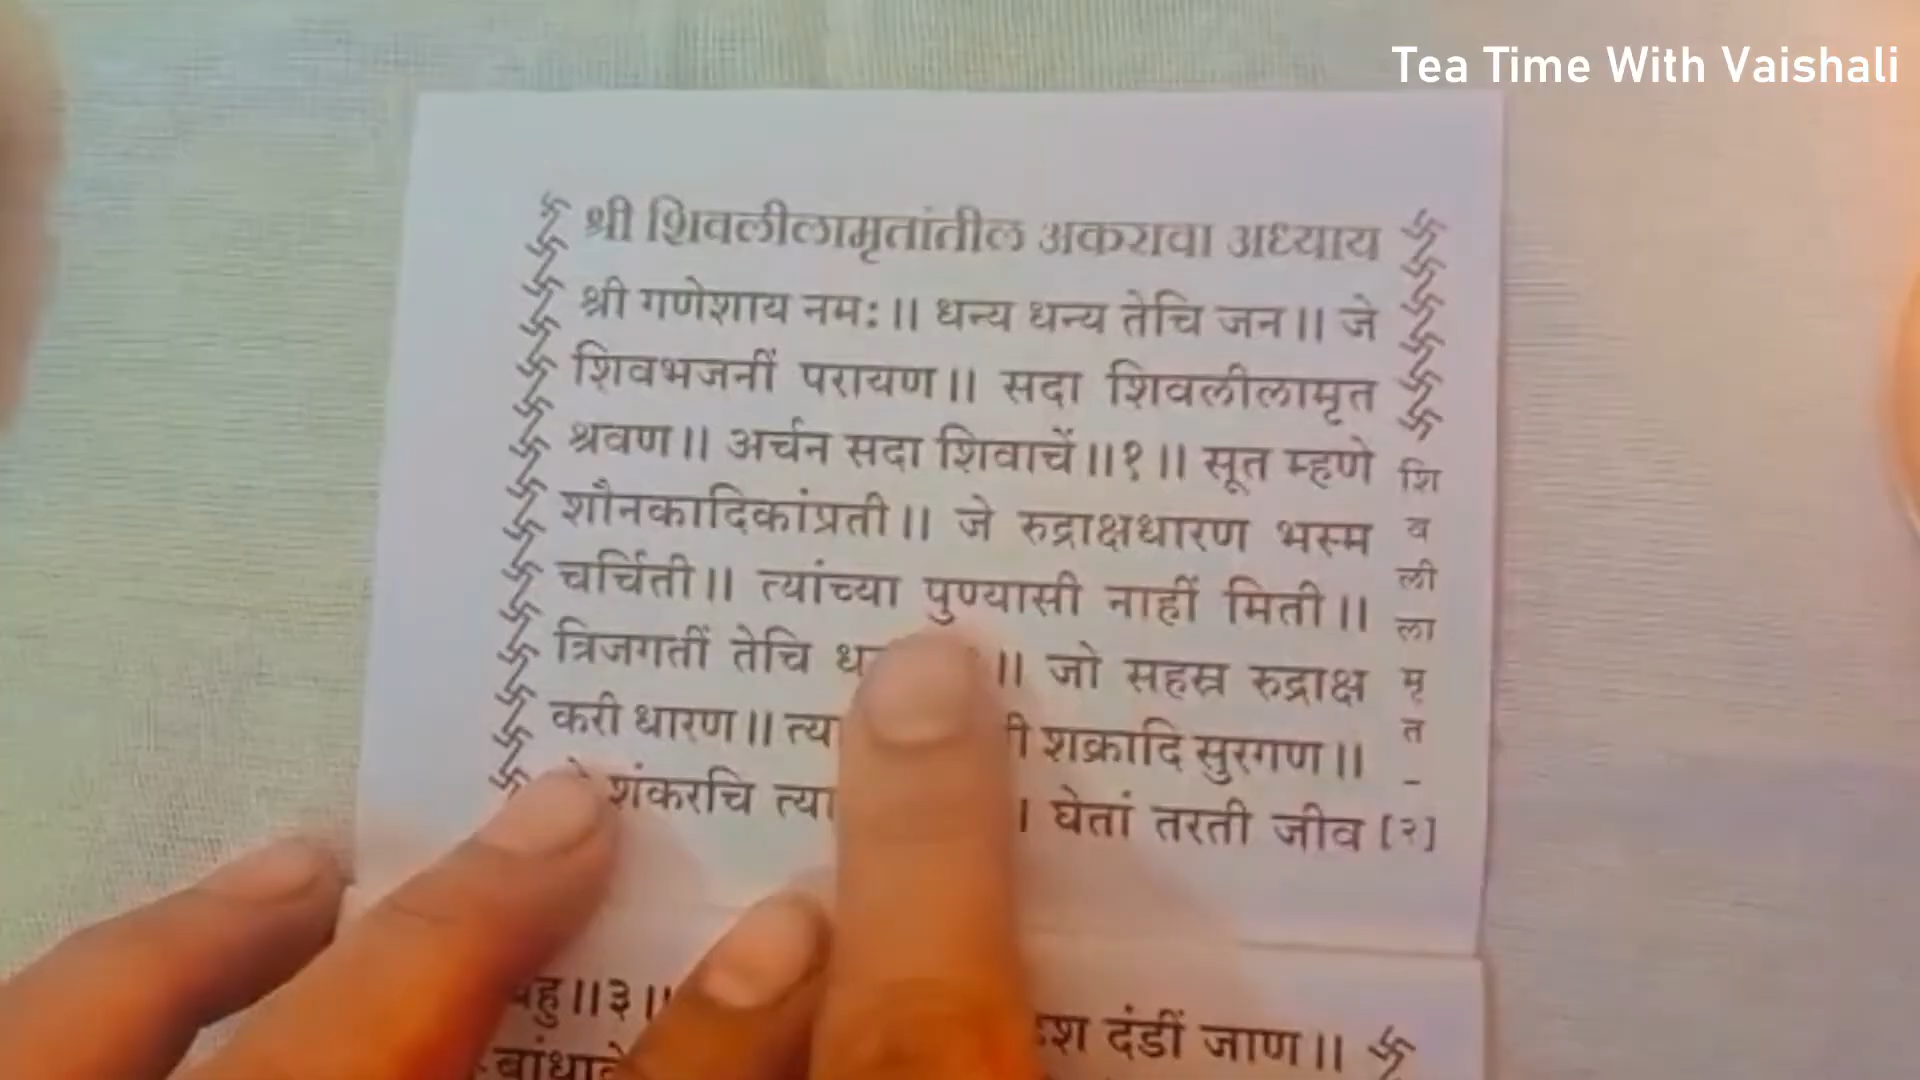 Tea Time With Vaishali
श्री शिवलीलामृतांतील अकरावा अध्याय
श्री गणेशाय नमः॥ धन्य धन्य तेचि जन॥ जे
शिवभजनीं परायण॥ सदा शिवलीलामृत
श्रवण॥ अर्चन सदा शिवाचें॥१॥ सूत म्हणे
शौनकादिकांप्रती॥ जे रुद्राक्षधारण भस्म
चर्चिती॥ त्यांच्या पुण्यासी नाहीं मिती॥
त्रिजगतीं तेचि ॥ जो सहस्र रुद्राक्ष
करी धारण॥ शक्रादि सुरगण॥
शंकरचि । घेतां तरती जीव [२]
शिवलीलामृत-
॥३॥ दंडीं जाण॥